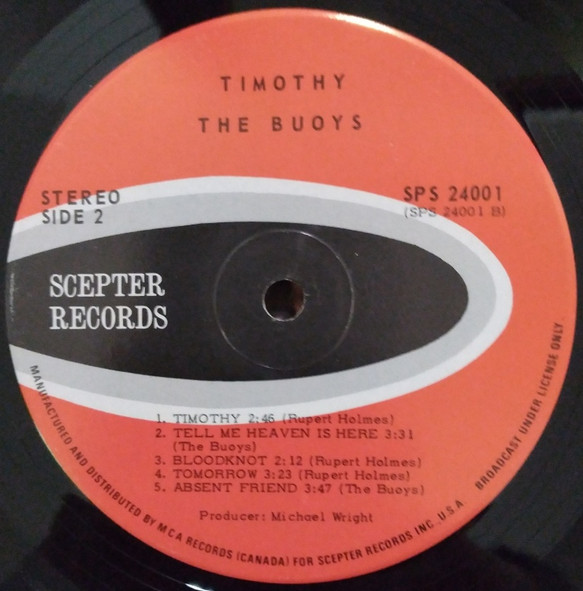 TIMOTHY
THE BUOYS
STEREO
SIDE 2
SPS 24001
(SPS 24001 B)
SCEPTER
RECORDS
1. TIMOTHY 2:46 (Rupert Holmes)
2. TELL ME HEAVEN IS HERE 3:31
(The Buoys)
3. BLOODKNOT 2:12 (Rupert Holmes)
4. TOMORROW 3:23 (Rupert Holmes)
5. ABSENT FRIEND 3:47 (The Buoys)
Producer: Michael Wright
MANUFACTURED AND DISTRIBUTED BY MCA RECORDS (CANADA) FOR SCEPTER RECORDS INC., U.S.A. BROADCAST UNDER LICENSE ONLY